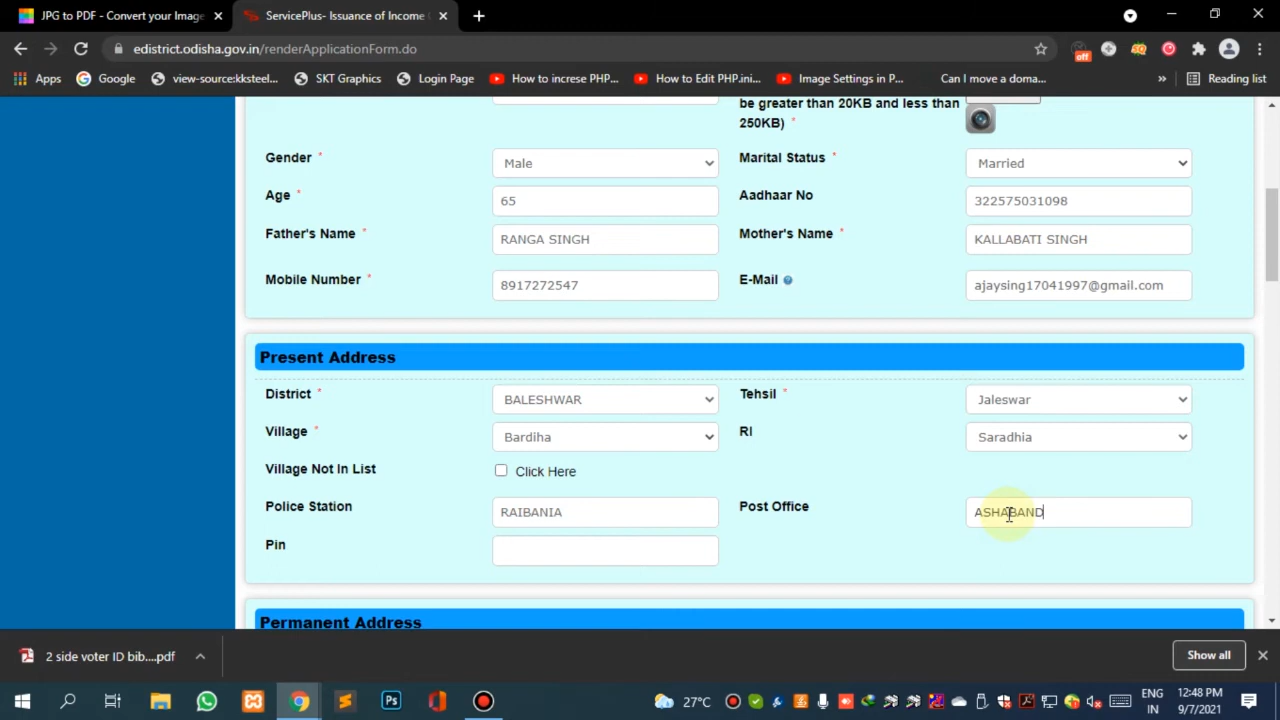 JPG to PDF - Convert your Image
ServicePlus- Issuance of Income
edistrict.odisha.gov.in/renderApplicationForm.do
Apps
Google
view-source:kksteel...
SKT Graphics
Login Page
How to increse PHP...
How to Edit PHP.ini...
Image Settings in P...
Can I move a doma...
»
Reading list
off
be greater than 20KB and less than
250KB) *
Gender * Male
Marital Status * Married
Age * 65
Aadhaar No 322575031098
Father's Name * RANGA SINGH
Mother's Name * KALLABATI SINGH
Mobile Number * 8917272547
E-Mail ajaysing17041997@gmail.com
Present Address
District * BALESHWAR
Tehsil * Jaleswar
Village * Bardiha
RI Saradhia
Village Not In List Click Here
Police Station RAIBANIA
Post Office ASHABAND
Pin
Permanent Address
2 side voter ID bib....pdf
Show all
27°C
ENG
IN
12:48 PM
9/7/2021